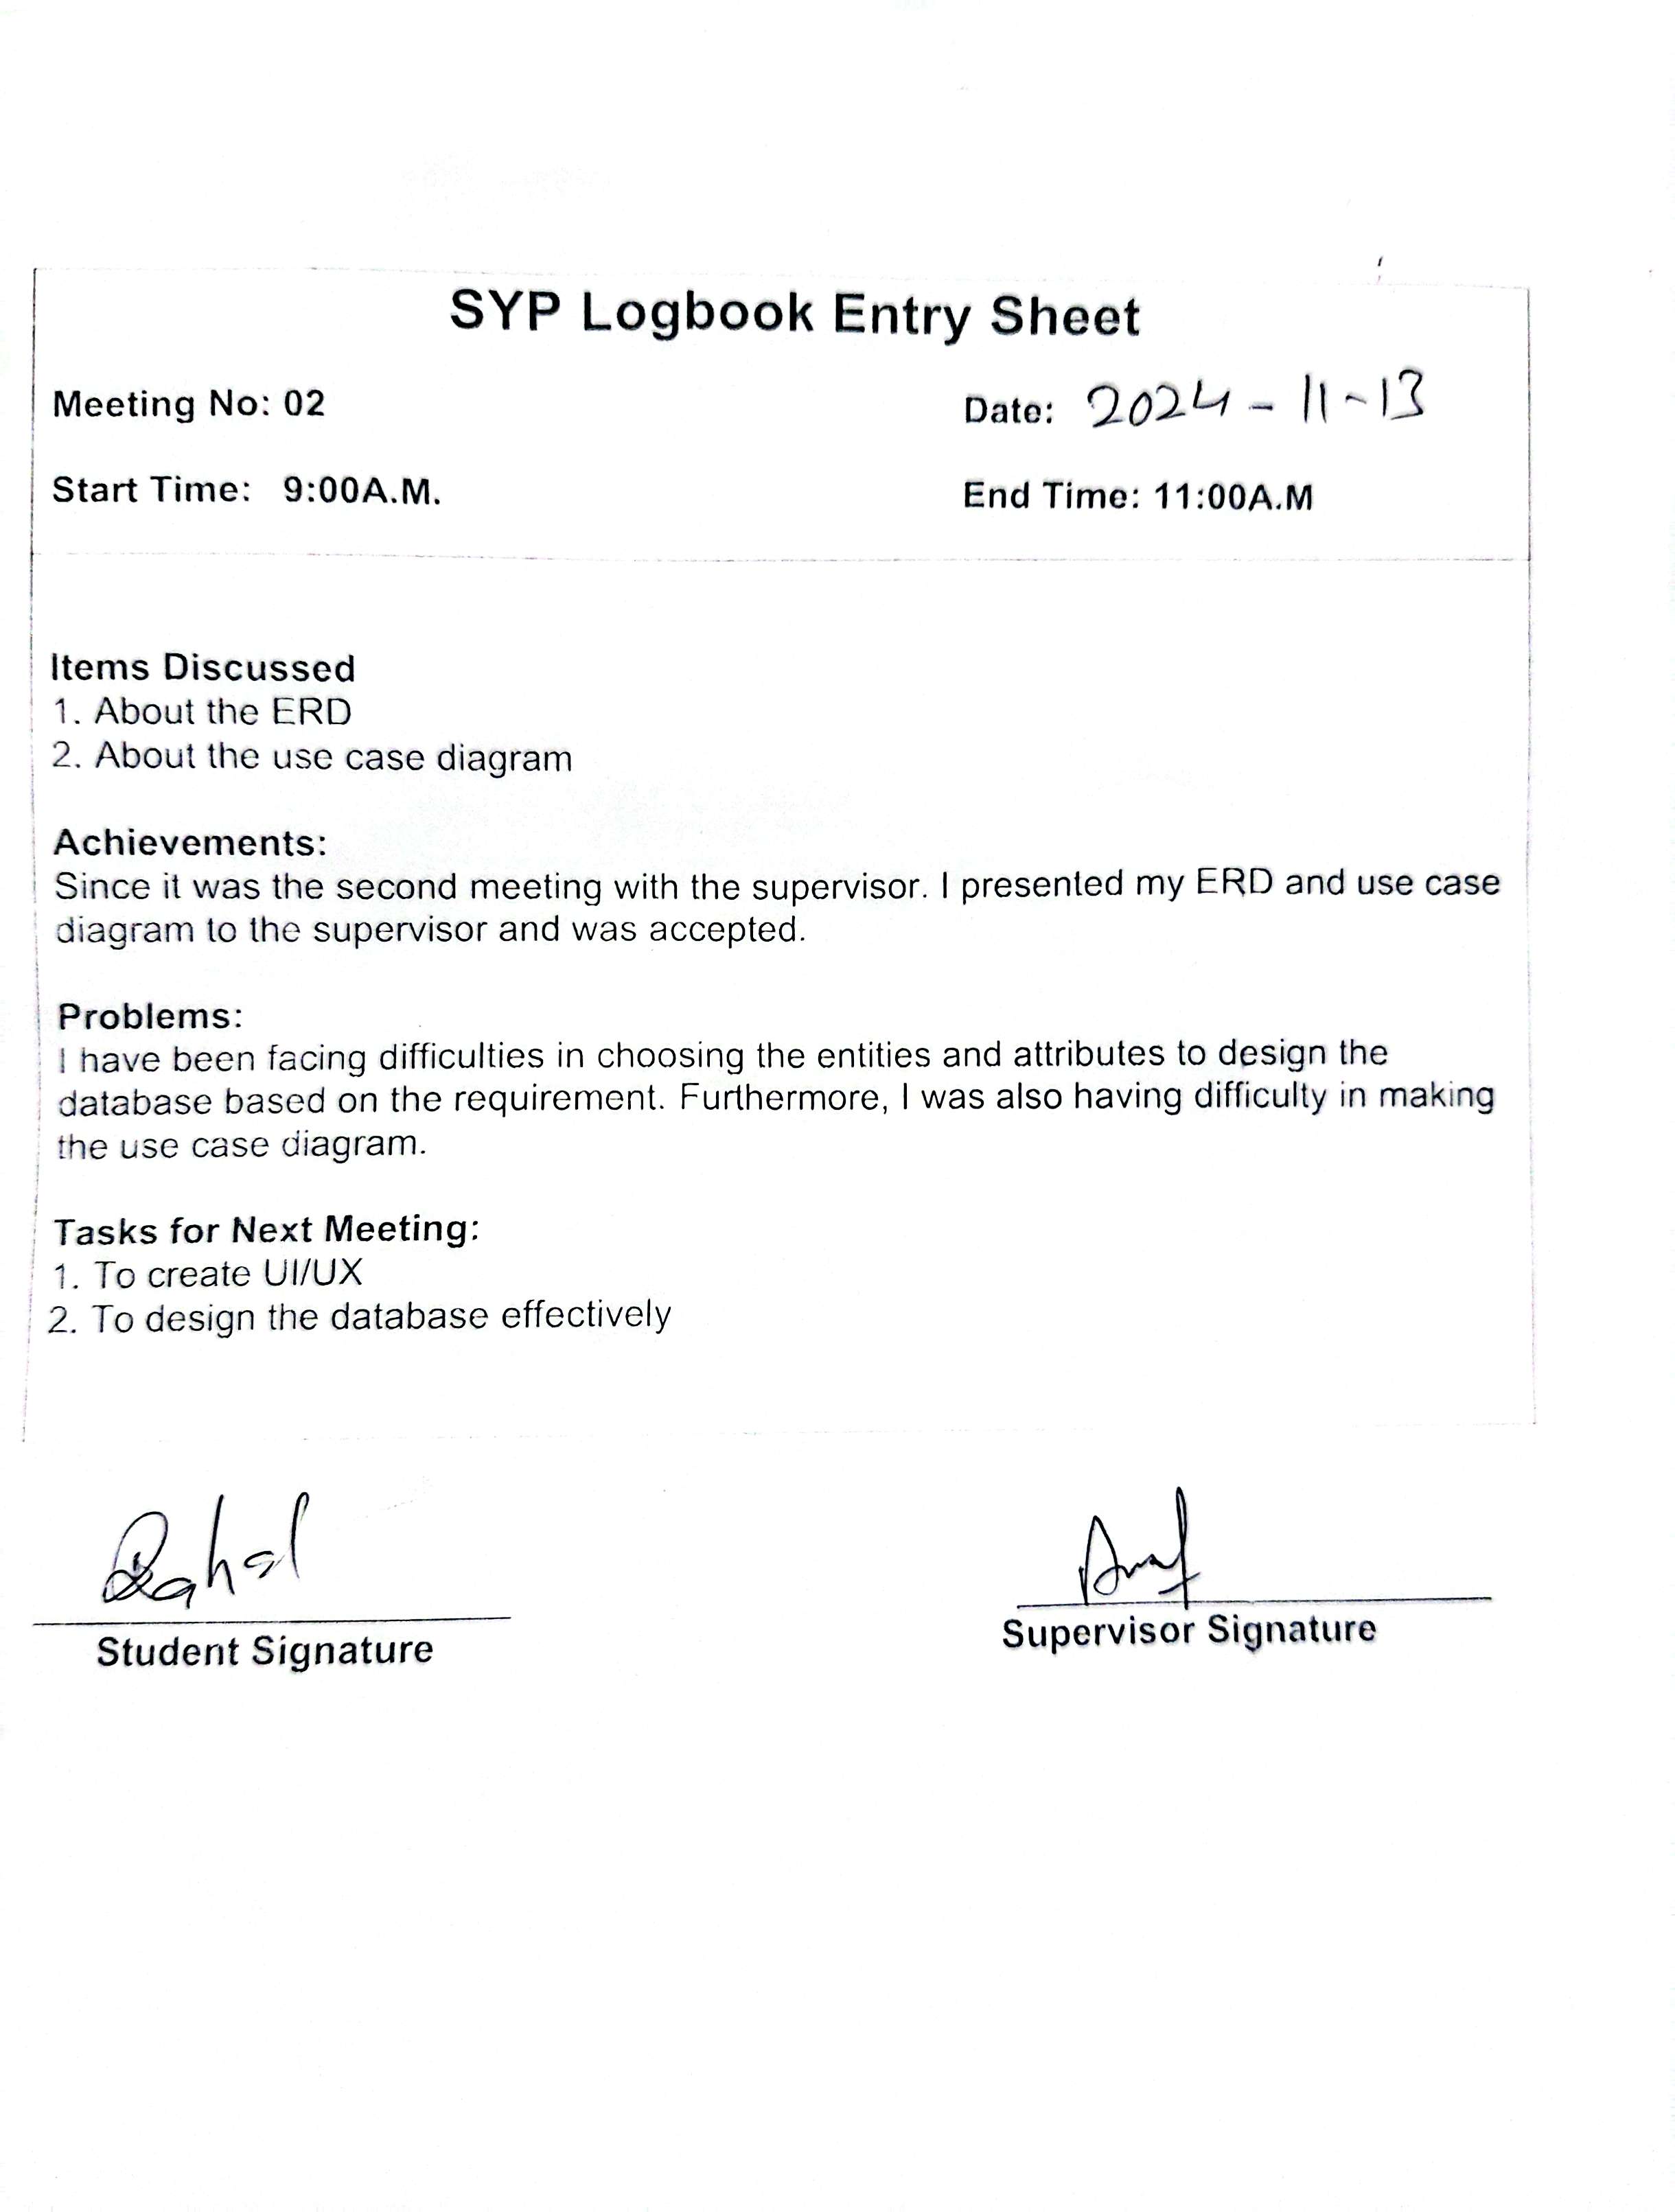 SYP Logbook Entry Sheet
Meeting No: 02 Date: 2024-11-13
Start Time: 9:00A.M. End Time: 11:00A.M
Items Discussed
1. About the ERD
2. About the use case diagram
Achievements:
Since it was the second meeting with the supervisor. I presented my ERD and use case
diagram to the supervisor and was accepted.
Problems:
I have been facing difficulties in choosing the entities and attributes to design the
database based on the requirement. Furthermore, I was also having difficulty in making
the use case diagram.
Tasks for Next Meeting:
1. To create UI/UX
2. To design the database effectively
Student Signature Supervisor Signature